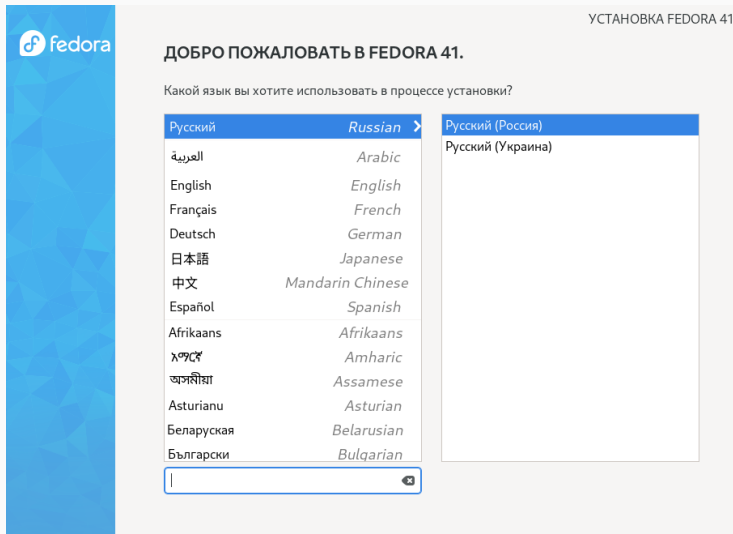 УСТАНОВКА FEDORA 41
fedora
ДОБРО ПОЖАЛОВАТЬ В FEDORA 41.
Какой язык вы хотите использовать в процессе установки?
Русский Russian
العربية Arabic
English English
Français French
Deutsch German
日本語 Japanese
中文 Mandarin Chinese
Español Spanish
Afrikaans Afrikaans
አማርኛ Amharic
অসমীয়া Assamese
Asturianu Asturian
Беларуская Belarusian
Български Bulgarian
Русский (Россия)
Русский (Украина)